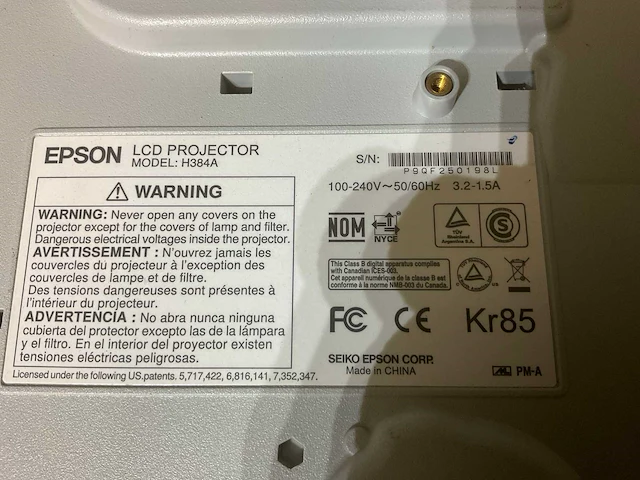 EPSON LCD PROJECTOR
MODEL: H384A
S/N:
P9QF250198L
100-240V~50/60Hz 3.2-1.5A
WARNING
WARNING: Never open any covers on the
projector except for the covers of lamp and filter.
Dangerous electrical voltages inside the projector.
AVERTISSEMENT : N'ouvrez jamais les
couvercles du projecteur à l'exception des
couvercles de lampe et de filtre.
Des tensions dangereuses sont présentes à
l'intérieur du projecteur.
ADVERTENCIA : No abra nunca ninguna
cubierta del protector excepto las de la lámpara
y el filtro. En el interior del proyector existen
tensiones eléctricas peligrosas.
Licensed under the following US.patents. 5,717,422, 6,816,141, 7,352,347.
NOM
NYCE
TÜV
Rheinland
Argentina S.A.
S
This Class B digital apparatus complies
with Canadian ICES-003.
Cet appareil numérique de la classe B est
conforme à la norme NMB-003 du Canada.
FC CE Kr85
SEIKO EPSON CORP.
Made in CHINA
PM-A